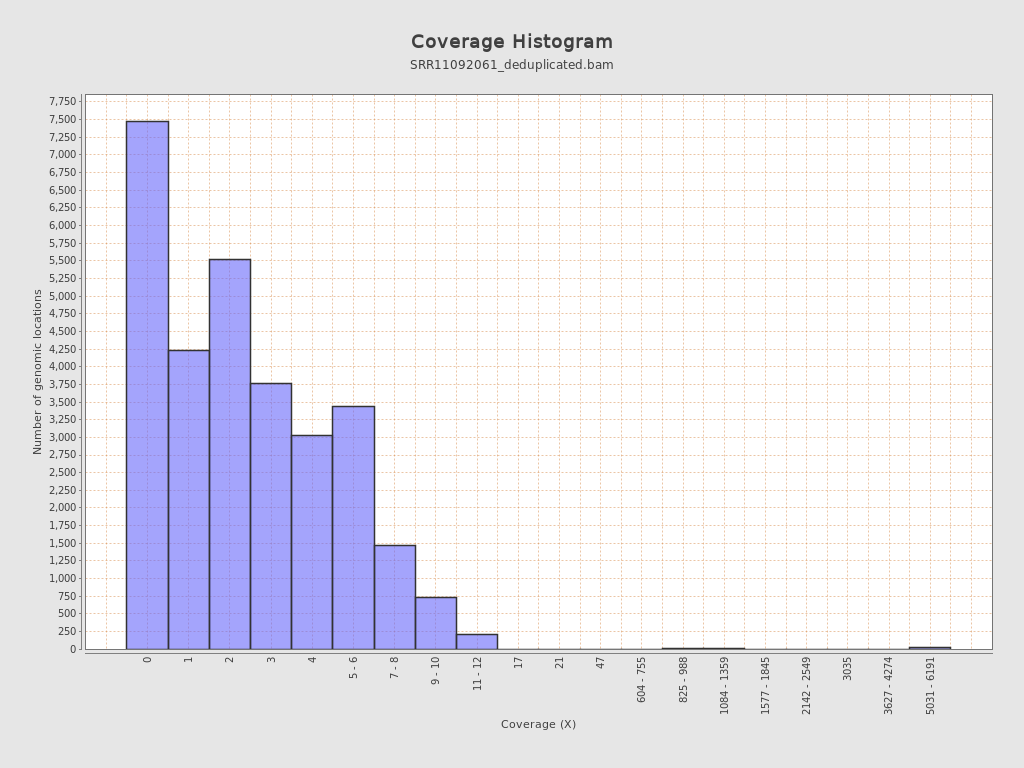 Coverage Histogram
SRR11092061_deduplicated.bam
7,750
7,500
7,250
7,000
6,750
6,500
6,250
6,000
5,750
5,500
5,250
5,000
4,750
4,500
4,250
4,000
3,750
3,500
3,250
3,000
2,750
2,500
2,250
2,000
1,750
1,500
1,250
1,000
750
500
250
0
Number of genomic locations
0
1
2
3
4
5 - 6
7 - 8
9 - 10
11 - 12
17
21
47
604 - 755
825 - 988
1084 - 1359
1577 - 1845
2142 - 2549
3035
3627 - 4274
5031 - 6191
Coverage (X)